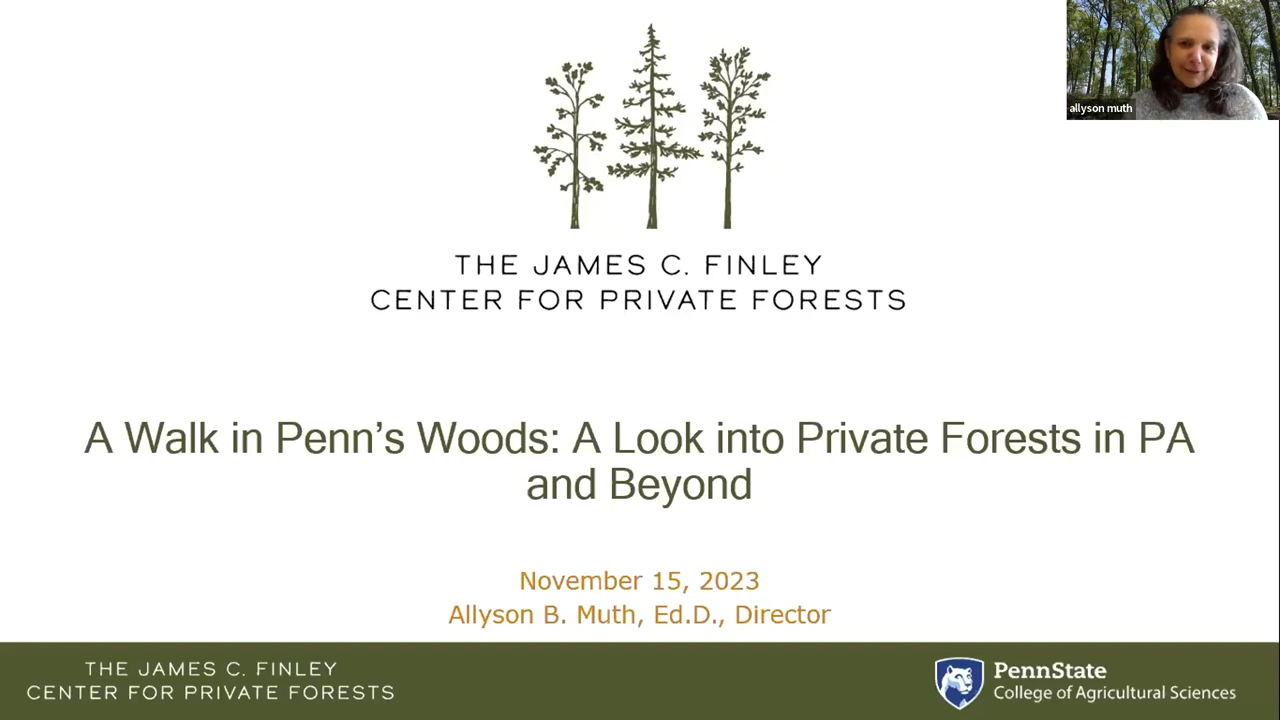 allyson muth
THE JAMES C. FINLEY
CENTER FOR PRIVATE FORESTS
A Walk in Penn's Woods: A Look into Private Forests in PA
and Beyond
November 15, 2023
Allyson B. Muth, Ed.D., Director
THE JAMES C. FINLEY
CENTER FOR PRIVATE FORESTS
PennState
College of Agricultural Sciences